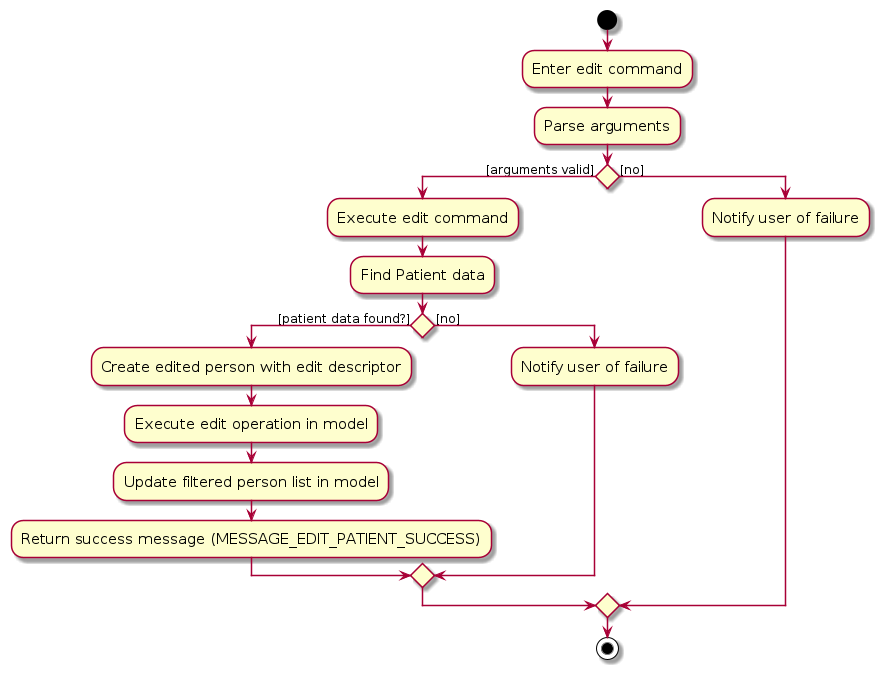 Enter edit command
Parse arguments
[arguments valid]
[no]
Execute edit command
Notify user of failure
Find Patient data
[patient data found?]
[no]
Create edited person with edit descriptor
Notify user of failure
Execute edit operation in model
Update filtered person list in model
Return success message (MESSAGE_EDIT_PATIENT_SUCCESS)